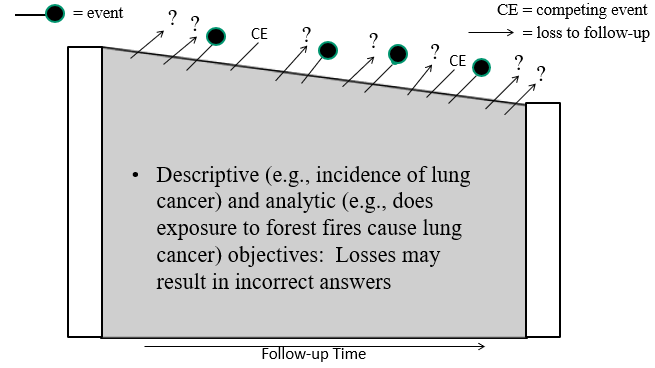 = event
CE = competing event
= loss to follow-up
? ? CE ? ? ? CE ? ?
• Descriptive (e.g., incidence of lung
cancer) and analytic (e.g., does
exposure to forest fires cause lung
cancer) objectives: Losses may
result in incorrect answers
Follow-up Time